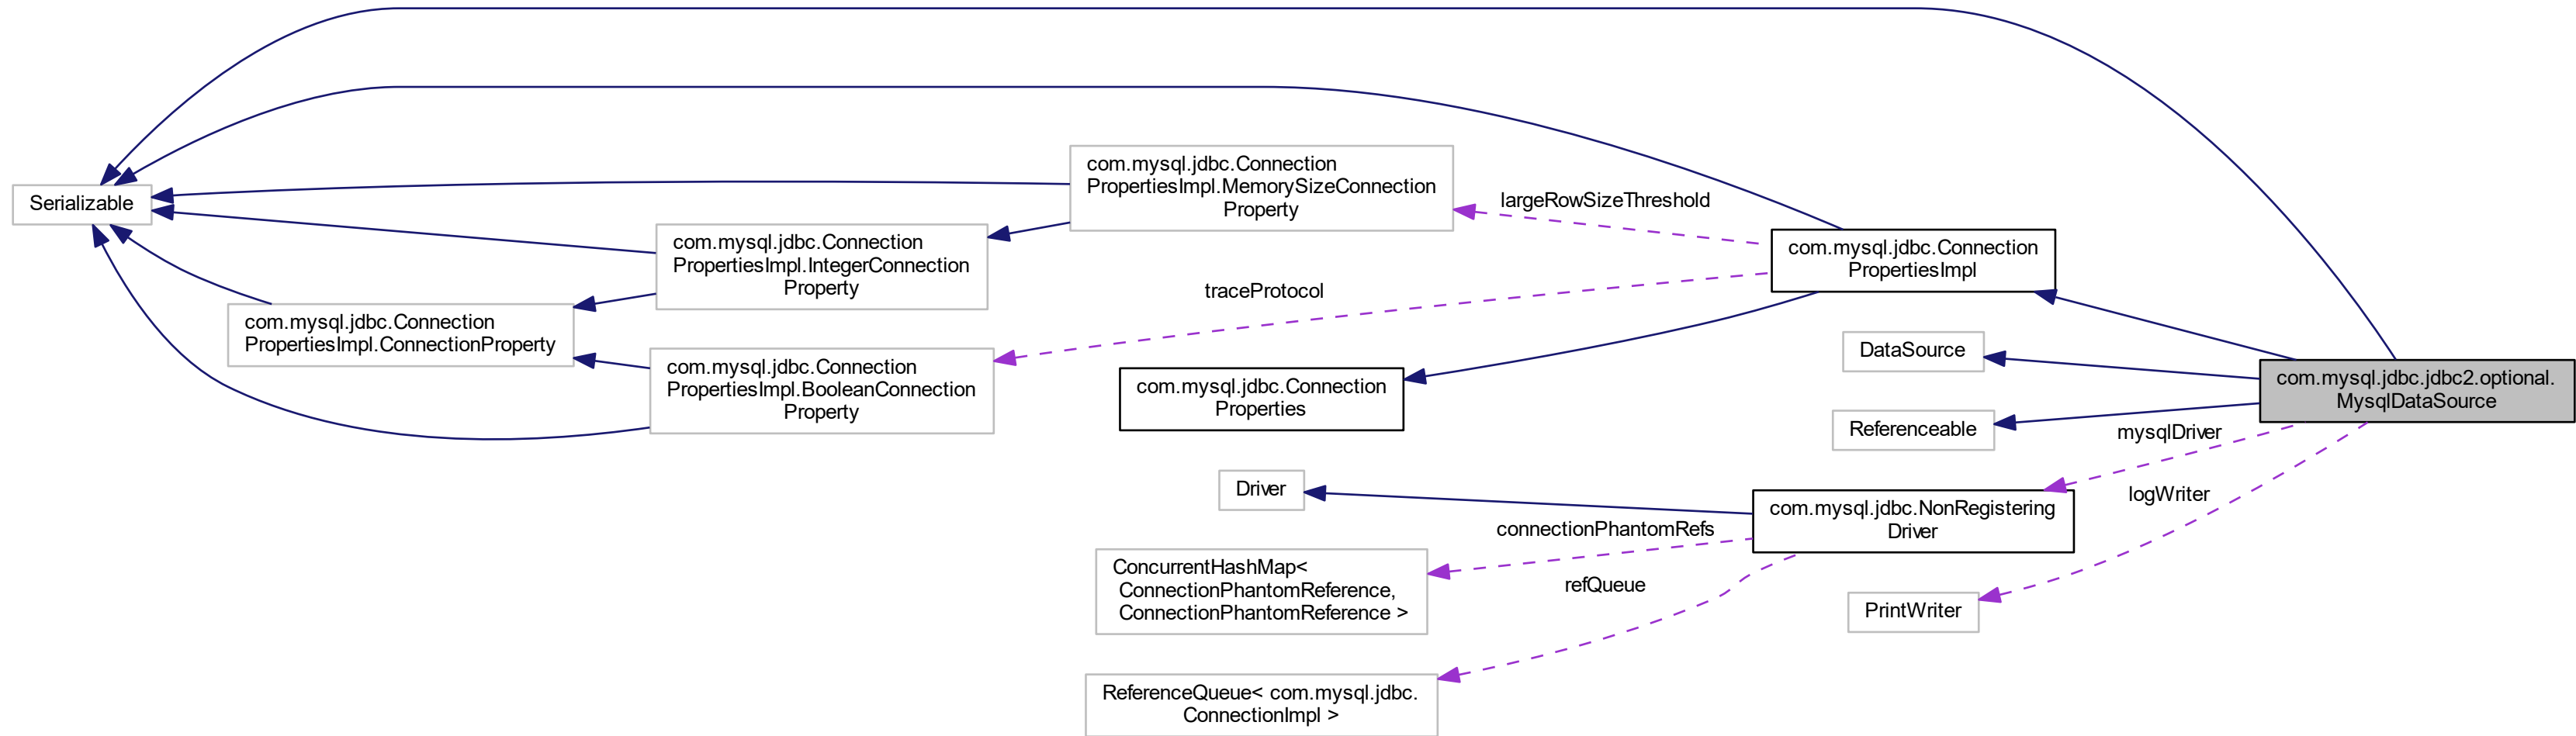 Serializable
com.mysql.jdbc.Connection
PropertiesImpl.ConnectionProperty
com.mysql.jdbc.Connection
PropertiesImpl.IntegerConnection
Property
com.mysql.jdbc.Connection
PropertiesImpl.BooleanConnection
Property
com.mysql.jdbc.Connection
PropertiesImpl.MemorySizeConnection
Property
largeRowSizeThreshold
traceProtocol
com.mysql.jdbc.Connection
Properties
com.mysql.jdbc.Connection
PropertiesImpl
DataSource
Referenceable
com.mysql.jdbc.jdbc2.optional.
MysqlDataSource
mysqlDriver
logWriter
Driver
com.mysql.jdbc.NonRegistering
Driver
connectionPhantomRefs
refQueue
ConcurrentHashMap<
ConnectionPhantomReference,
ConnectionPhantomReference >
PrintWriter
ReferenceQueue< com.mysql.jdbc.
ConnectionImpl >